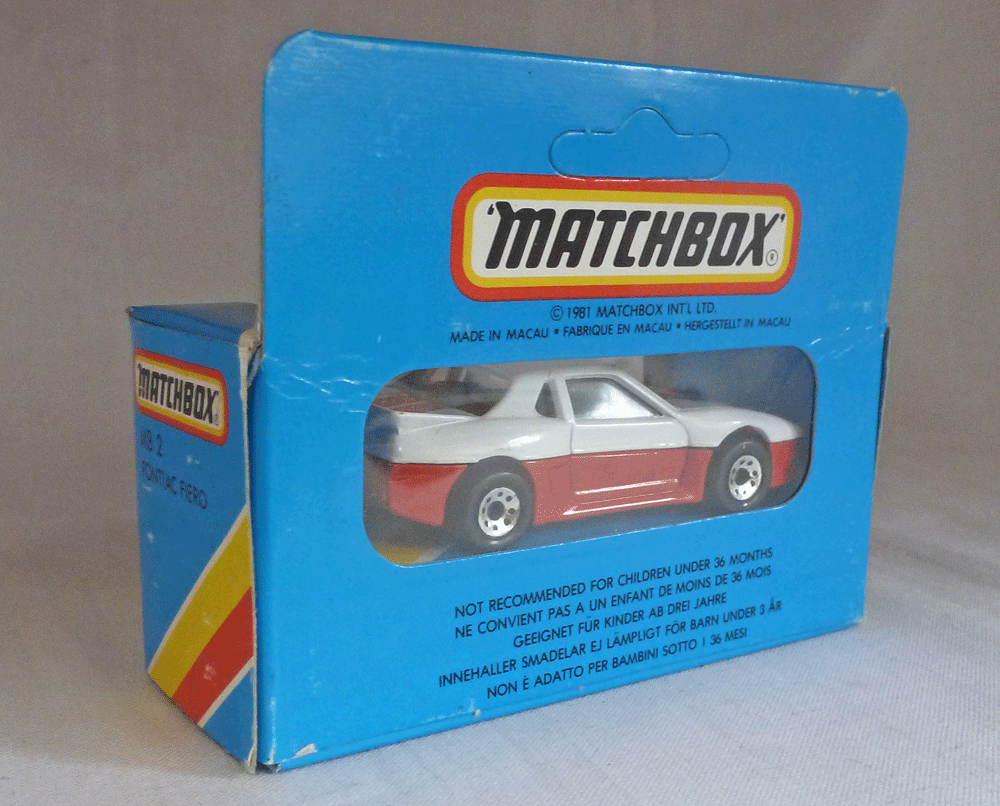 'MATCHBOX'®
© 1981 MATCHBOX INT'L LTD.
MADE IN MACAU • FABRIQUE EN MACAU • HERGESTELLT IN MACAU
NOT RECOMMENDED FOR CHILDREN UNDER 36 MONTHS
NE CONVIENT PAS A UN ENFANT DE MOINS DE 36 MOIS
GEEIGNET FÜR KINDER AB DREI JAHRE
INNEHALLER SMADELAR EJ LÄMPLIGT FÖR BARN UNDER 3 ÅR
NON È ADATTO PER BAMBINI SOTTO I 36 MESI
'MATCHBOX'®
MB 2
PONTIAC FIERO